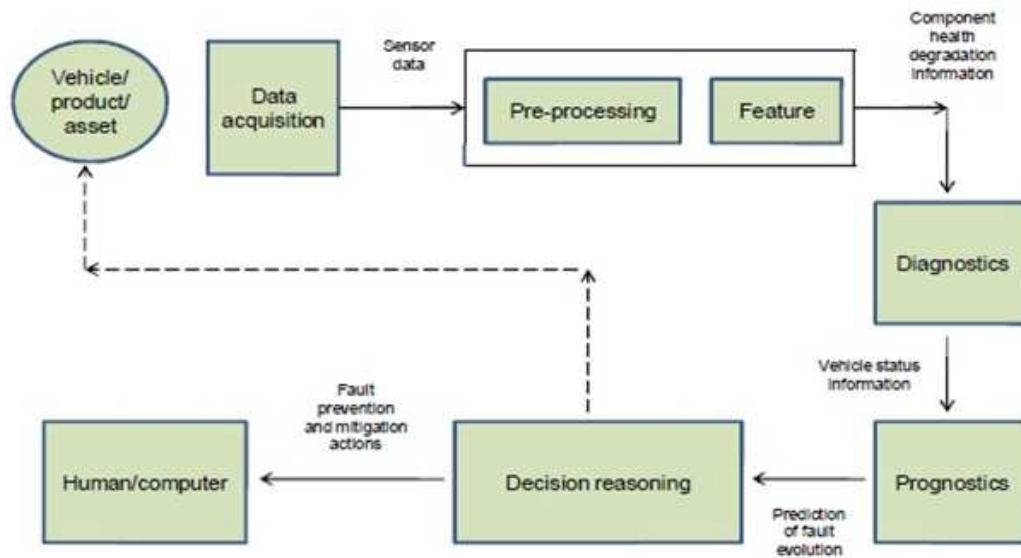 Vehicle/
product/
asset
Data
acquisition
Sensor
data
Pre-processing
Feature
Component
health
degradation
information
Diagnostics
Vehicle status
information
Prognostics
Prediction
of fault
evolution
Decision reasoning
Fault
prevention
and mitigation
actions
Human/computer